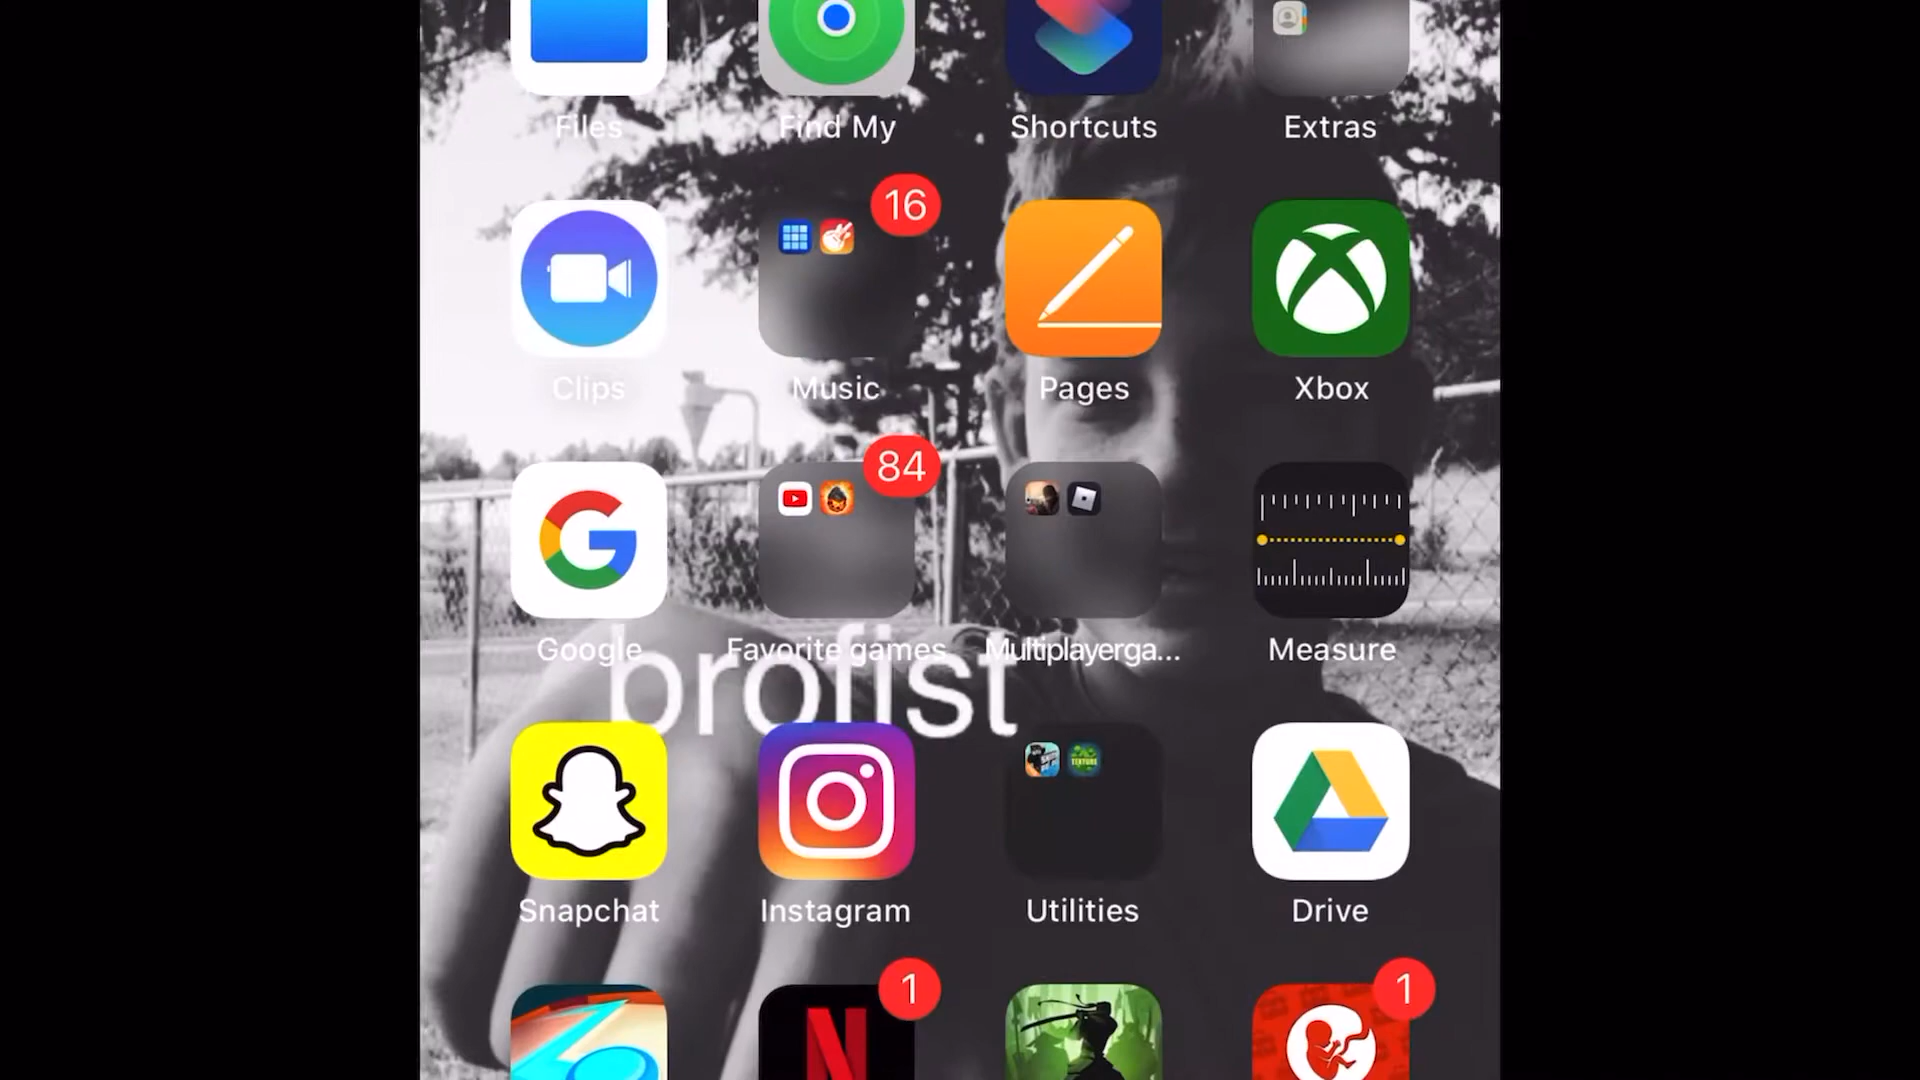 Files Find My Shortcuts Extras
16
Clips Music Pages Xbox
84
Google Favorite games Multiplayerga... Measure
brofist
TEXTURE
Snapchat Instagram Utilities Drive
1 1
N